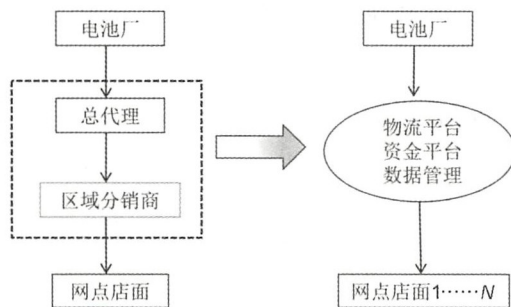 电池厂
总代理
区域分销商
网点店面
电池厂
物流平台
资金平台
数据管理
网点店面1……N